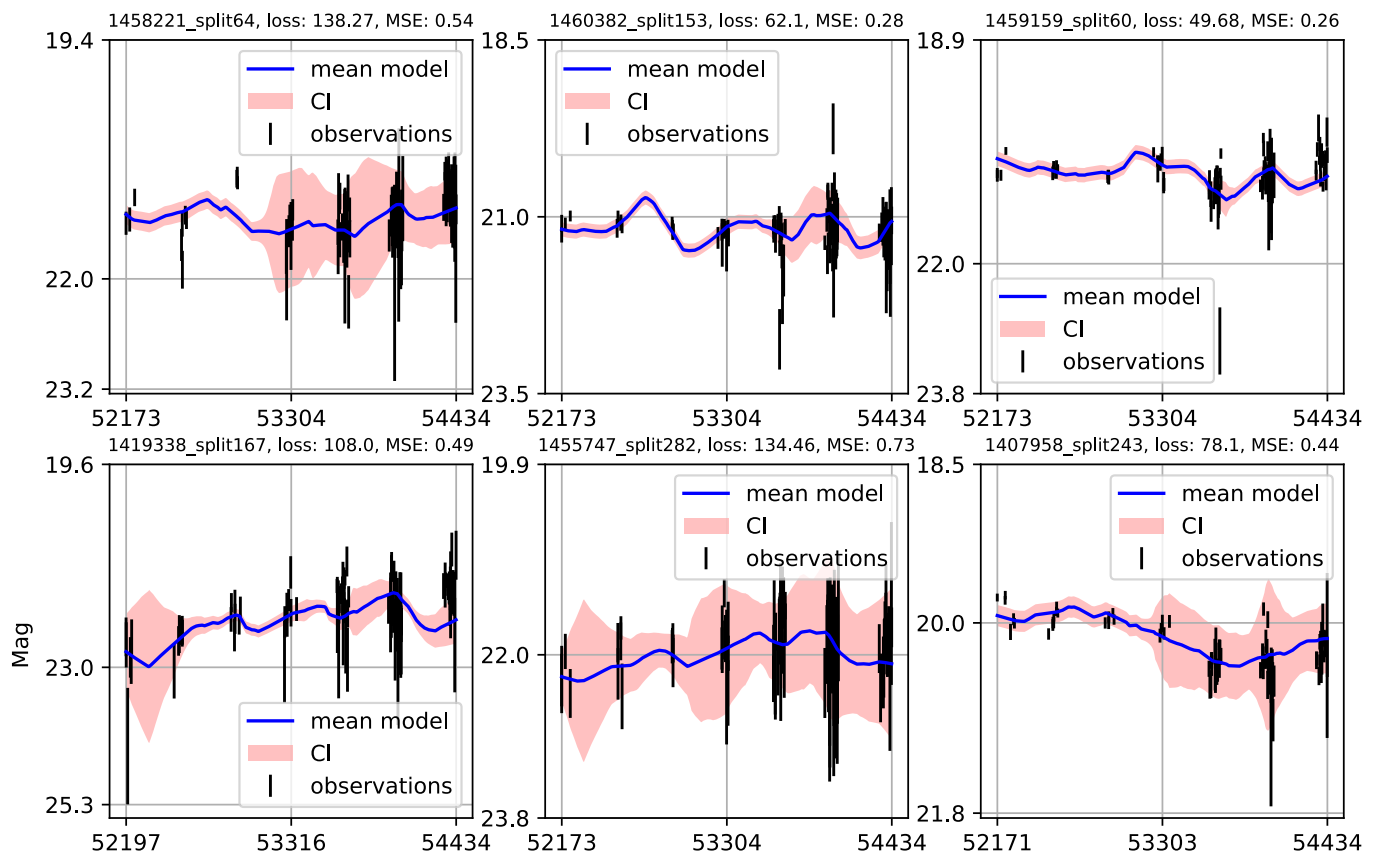 1458221_split64, loss: 138.27, MSE: 0.54
19.4
22.0
23.2
mean model
CI
observations
52173
53304
54434
1460382_split153, loss: 62.1, MSE: 0.28
18.5
21.0
23.5
mean model
CI
observations
52173
53304
54434
1459159_split60, loss: 49.68, MSE: 0.26
18.9
22.0
23.8
mean model
CI
observations
52173
53304
54434
1419338_split167, loss: 108.0, MSE: 0.49
Mag
19.6
23.0
25.3
mean model
CI
observations
52197
53316
54434
1455747_split282, loss: 134.46, MSE: 0.73
19.9
22.0
23.8
mean model
CI
observations
52173
53304
54434
1407958_split243, loss: 78.1, MSE: 0.44
18.5
20.0
21.8
mean model
CI
observations
52171
53303
54434